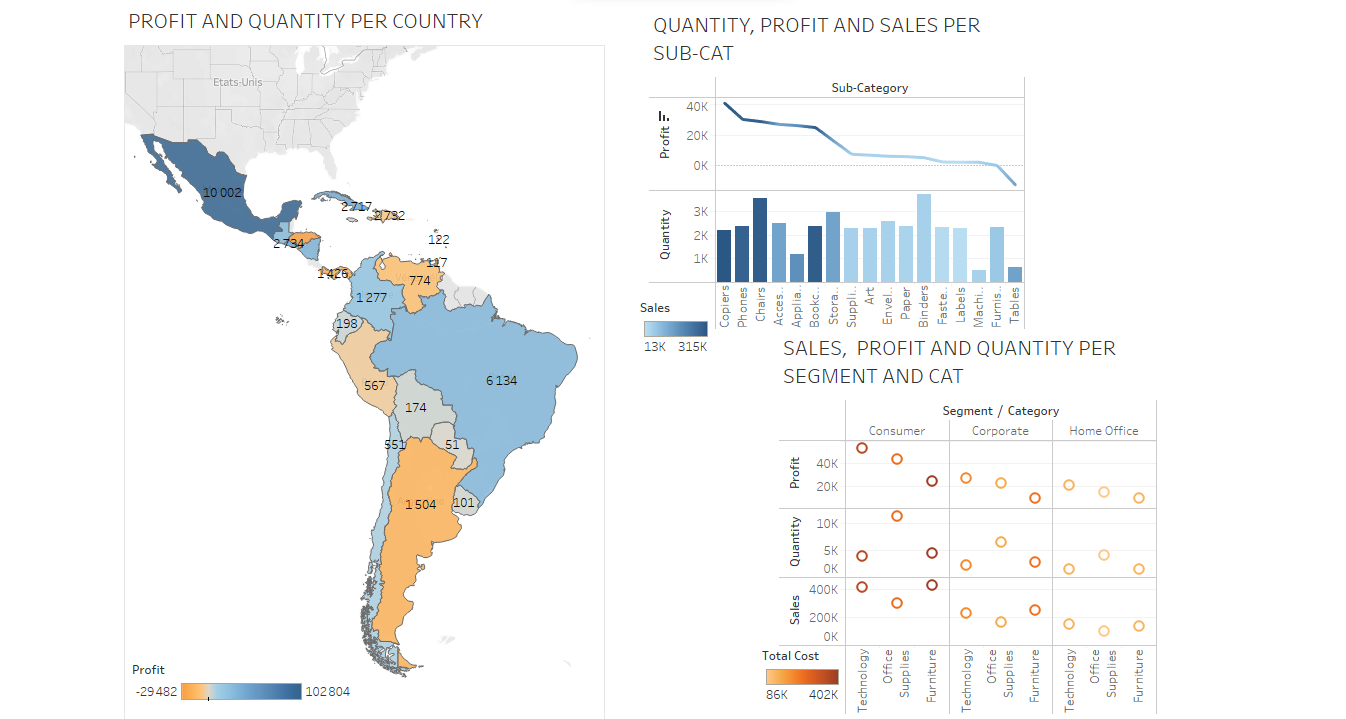 PROFIT AND QUANTITY PER COUNTRY
Etats-Unis
10 002
2 717
2 732
2 734
122
127
1 426
774
1 277
198
6 134
567
174
551
51
1 504
101
Profit
-29 482
102 804
QUANTITY, PROFIT AND SALES PER
SUB-CAT
Sub-Category
Profit
40K
20K
0K
Quantity
3K
2K
1K
Copiers
Phones
Chairs
Acces..
Applia..
Bookc..
Stora..
Suppli..
Art
Envel..
Paper
Binders
Faste..
Labels
Machi..
Furnis..
Tables
Sales
13K
315K
SALES, PROFIT AND QUANTITY PER
SEGMENT AND CAT
Segment / Category
Consumer
Corporate
Home Office
Profit
40K
20K
Quantity
10K
5K
0K
Sales
400K
200K
0K
Technology
Office
Supplies
Furniture
Technology
Office
Supplies
Furniture
Technology
Office
Supplies
Furniture
Total Cost
86K
402K